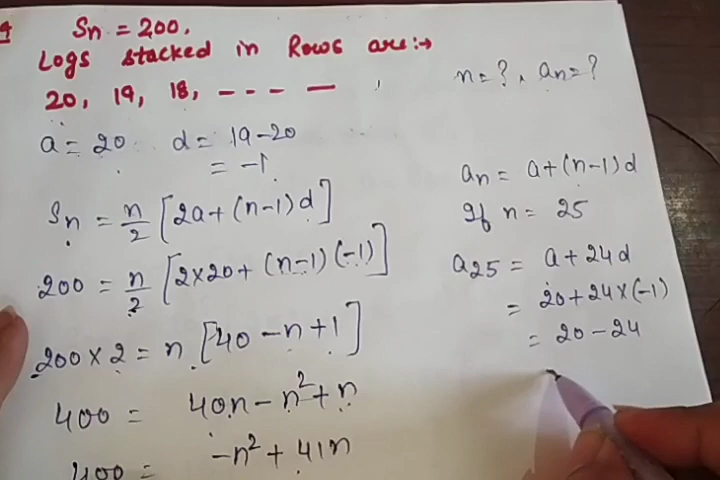 4
Sn = 200,
Logs stacked in Rows are:→
20, 19, 18, – – – —
n = ?, an = ?
a = 20 d = 19–20
= –1
Sn = n/2 [2a + (n–1) d]
200 = n/2 [2×20 + (n–1) (–1)]
200 × 2 = n [40 – n + 1]
400 = 40n – n² + n
400 = –n² + 41n
an = a + (n–1) d
If n = 25
a25 = a + 24d
= 20 + 24×(–1)
= 20 – 24